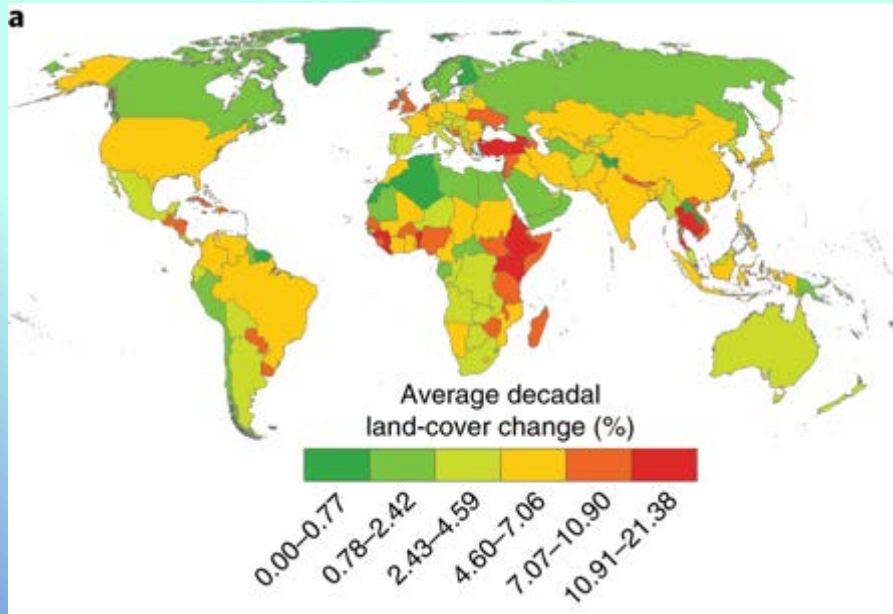 a
Average decadal
land-cover change (%)
0.00–0.77
0.78–2.42
2.43–4.59
4.60–7.06
7.07–10.90
10.91–21.38